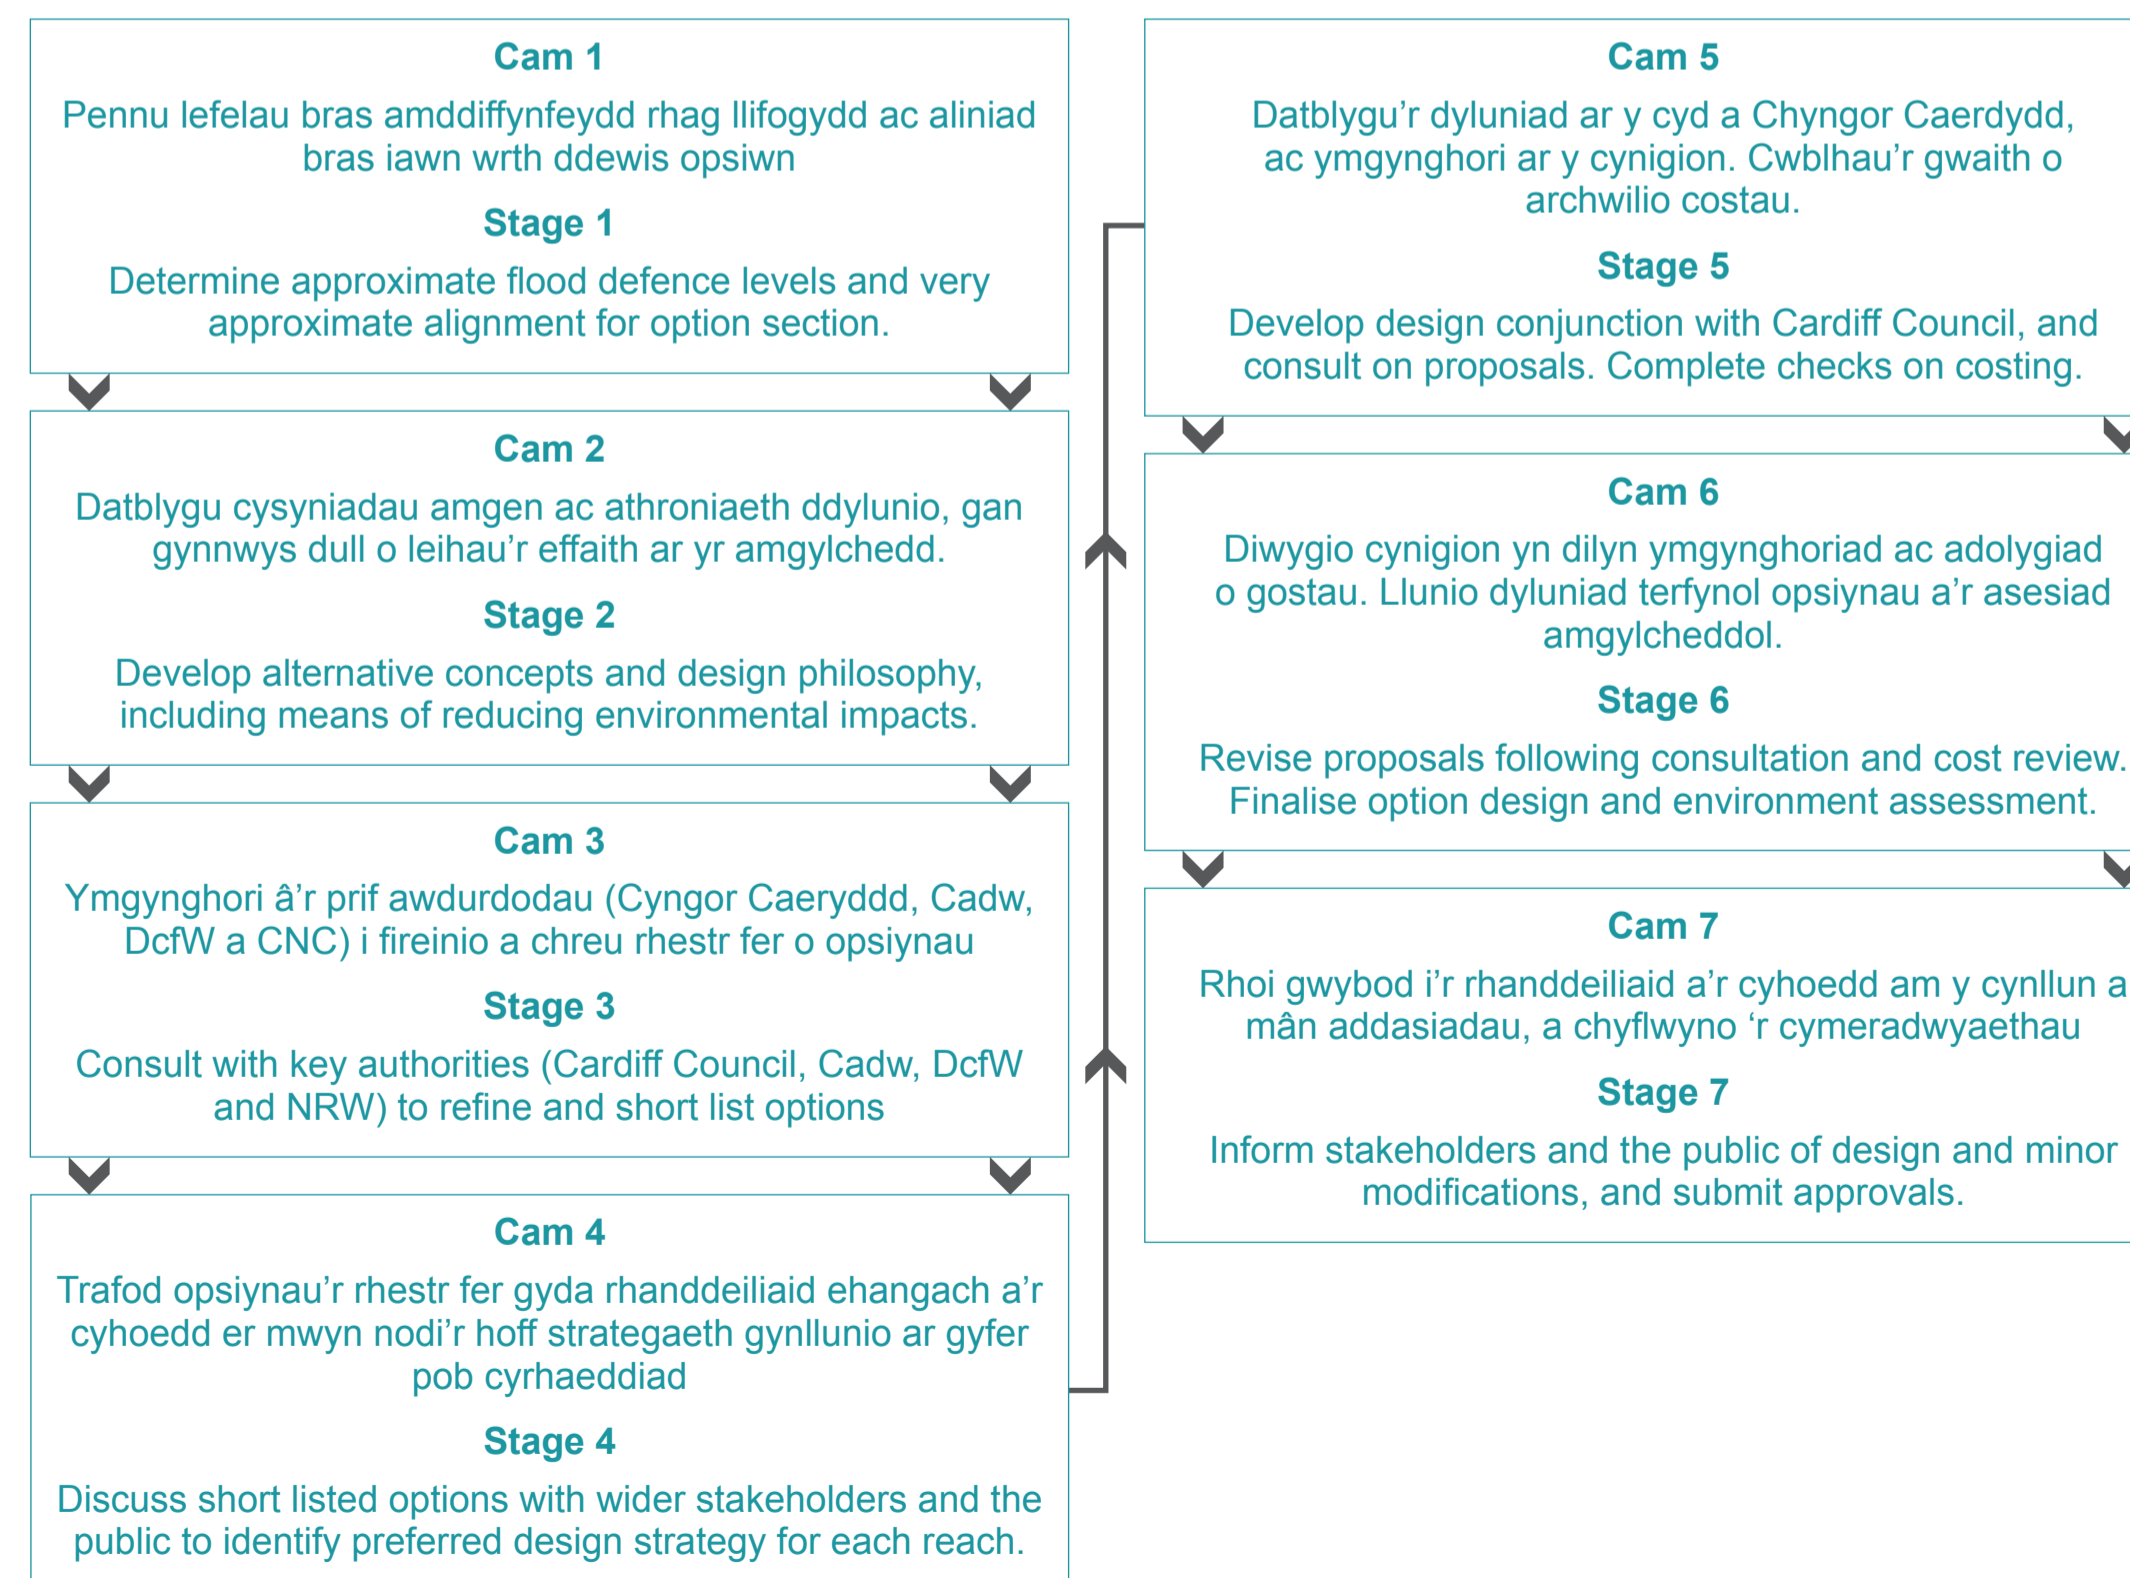 Cam 1
Pennu lefelau bras amddiffynfeydd rhag llifogydd ac aliniad
bras iawn wrth ddewis opsiwn
Stage 1
Determine approximate flood defence levels and very
approximate alignment for option section.
Cam 2
Datblygu cysyniadau amgen ac athroniaeth ddylunio, gan
gynnwys dull o leihau’r effaith ar yr amgylchedd.
Stage 2
Develop alternative concepts and design philosophy,
including means of reducing environmental impacts.
Cam 3
Ymgynghori â’r prif awdurdodau (Cyngor Caeryddd, Cadw,
DcfW a CNC) i fireinio a chreu rhestr fer o opsiynau
Stage 3
Consult with key authorities (Cardiff Council, Cadw, DcfW
and NRW) to refine and short list options
Cam 4
Trafod opsiynau’r rhestr fer gyda rhanddeiliaid ehangach a’r
cyhoedd er mwyn nodi’r hoff strategaeth gynllunio ar gyfer
pob cyrhaeddiad
Stage 4
Discuss short listed options with wider stakeholders and the
public to identify preferred design strategy for each reach.
Cam 5
Datblygu’r dyluniad ar y cyd a Chyngor Caerdydd,
ac ymgynghori ar y cynigion. Cwblhau’r gwaith o
archwilio costau.
Stage 5
Develop design conjunction with Cardiff Council, and
consult on proposals. Complete checks on costing.
Cam 6
Diwygio cynigion yn dilyn ymgynghoriad ac adolygiad
o gostau. Llunio dyluniad terfynol opsiynau a’r asesiad
amgylcheddol.
Stage 6
Revise proposals following consultation and cost review.
Finalise option design and environment assessment.
Cam 7
Rhoi gwybod i’r rhanddeiliaid a’r cyhoedd am y cynllun a
mân addasiadau, a chyflwyno ‘r cymeradwyaethau
Stage 7
Inform stakeholders and the public of design and minor
modifications, and submit approvals.